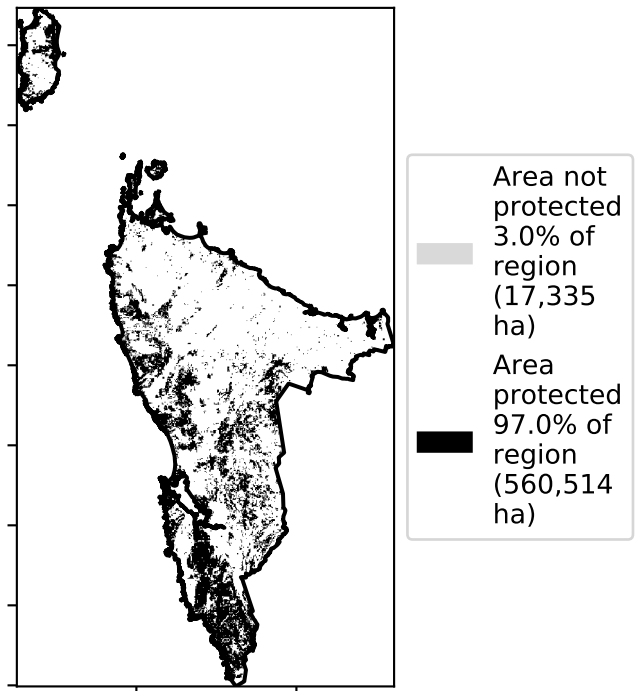 Area not
protected
3.0% of
region
(17,335
ha)
Area
protected
97.0% of
region
(560,514
ha)